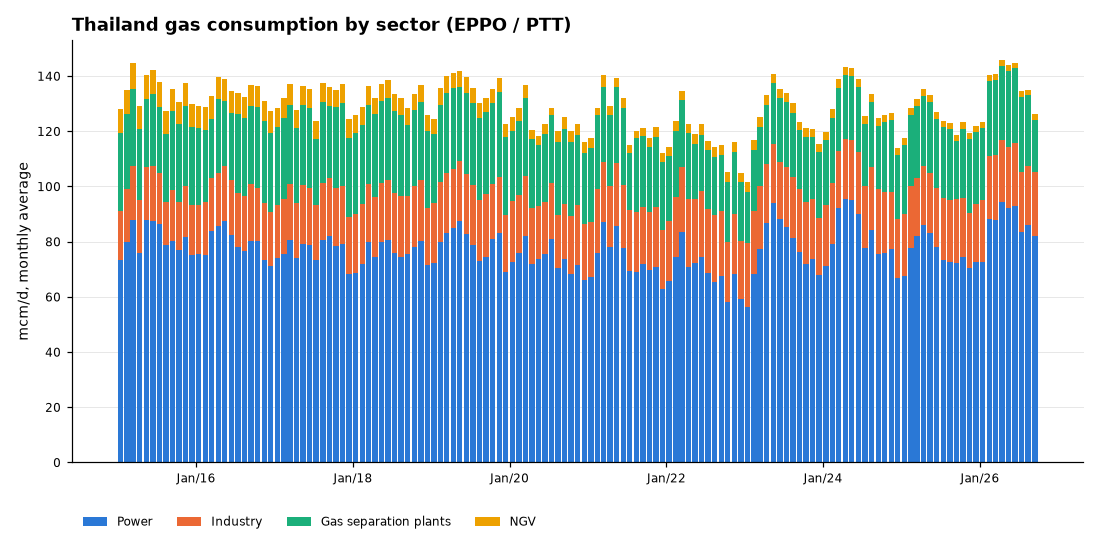 Thailand gas consumption by sector (EPPO / PTT)
mcm/d, monthly average
140
120
100
80
60
40
20
0
Jan/16 Jan/18 Jan/20 Jan/22 Jan/24 Jan/26
Power Industry Gas separation plants NGV